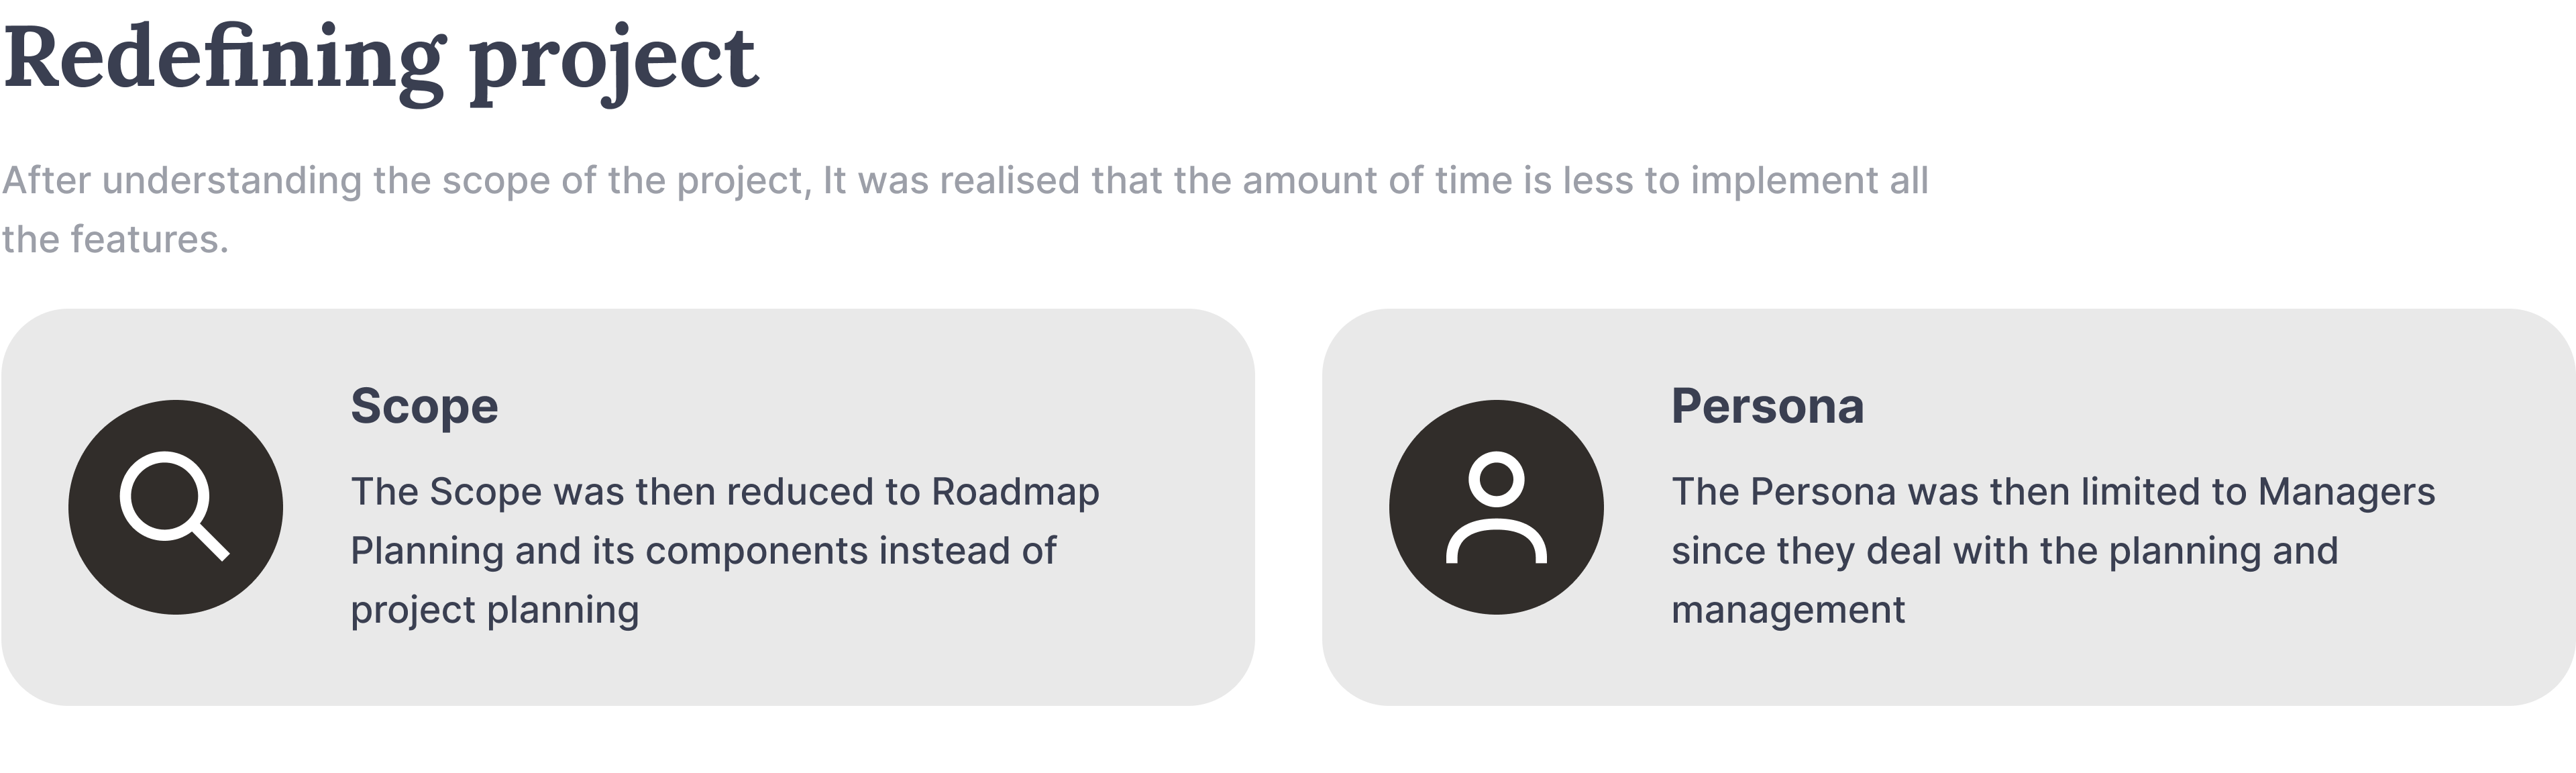 Redefining project
After understanding the scope of the project, It was realised that the amount of time is less to implement all
the features.
Scope
The Scope was then reduced to Roadmap
Planning and its components instead of
project planning
Persona
The Persona was then limited to Managers
since they deal with the planning and
management